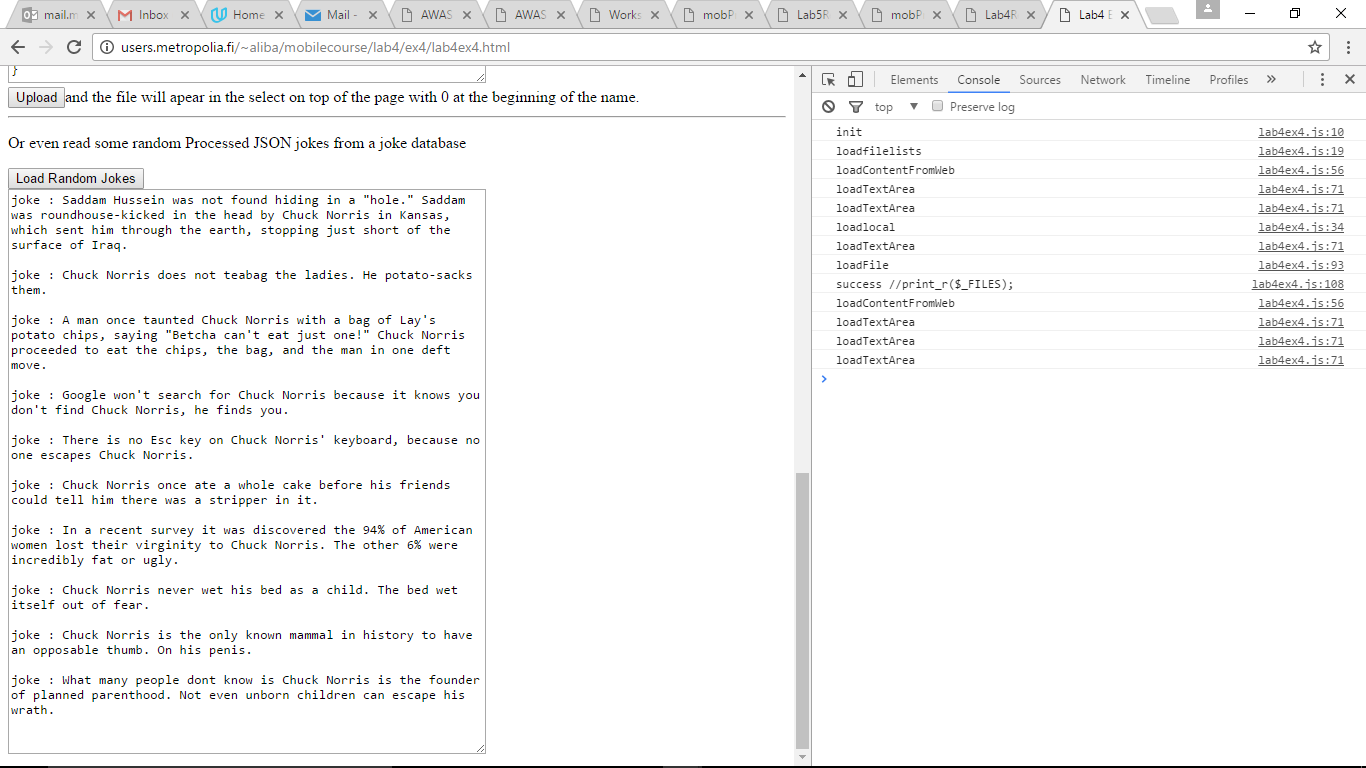 mail.m
Inbox
Home
Mail -
AWAS
AWAS
Works
mobP
Lab5R
mobP
Lab4R
Lab4 E
users.metropolia.fi/~aliba/mobilecourse/lab4/ex4/lab4ex4.html
}
Upload and the file will apear in the select on top of the page with 0 at the beginning of the name.
Or even read some random Processed JSON jokes from a joke database
Load Random Jokes
joke : Saddam Hussein was not found hiding in a "hole." Saddam
was roundhouse-kicked in the head by Chuck Norris in Kansas,
which sent him through the earth, stopping just short of the
surface of Iraq.
joke : Chuck Norris does not teabag the ladies. He potato-sacks
them.
joke : A man once taunted Chuck Norris with a bag of Lay's
potato chips, saying "Betcha can't eat just one!" Chuck Norris
proceeded to eat the chips, the bag, and the man in one deft
move.
joke : Google won't search for Chuck Norris because it knows you
don't find Chuck Norris, he finds you.
joke : There is no Esc key on Chuck Norris' keyboard, because no
one escapes Chuck Norris.
joke : Chuck Norris once ate a whole cake before his friends
could tell him there was a stripper in it.
joke : In a recent survey it was discovered the 94% of American
women lost their virginity to Chuck Norris. The other 6% were
incredibly fat or ugly.
joke : Chuck Norris never wet his bed as a child. The bed wet
itself out of fear.
joke : Chuck Norris is the only known mammal in history to have
an opposable thumb. On his penis.
joke : What many people dont know is Chuck Norris is the founder
of planned parenthood. Not even unborn children can escape his
wrath.
Elements Console Sources Network Timeline Profiles »
top Preserve log
init lab4ex4.js:10
loadfilelists lab4ex4.js:19
loadContentFromWeb lab4ex4.js:56
loadTextArea lab4ex4.js:71
loadTextArea lab4ex4.js:71
loadlocal lab4ex4.js:34
loadTextArea lab4ex4.js:71
loadFile lab4ex4.js:93
success //print_r($_FILES); lab4ex4.js:108
loadContentFromWeb lab4ex4.js:56
loadTextArea lab4ex4.js:71
loadTextArea lab4ex4.js:71
loadTextArea lab4ex4.js:71